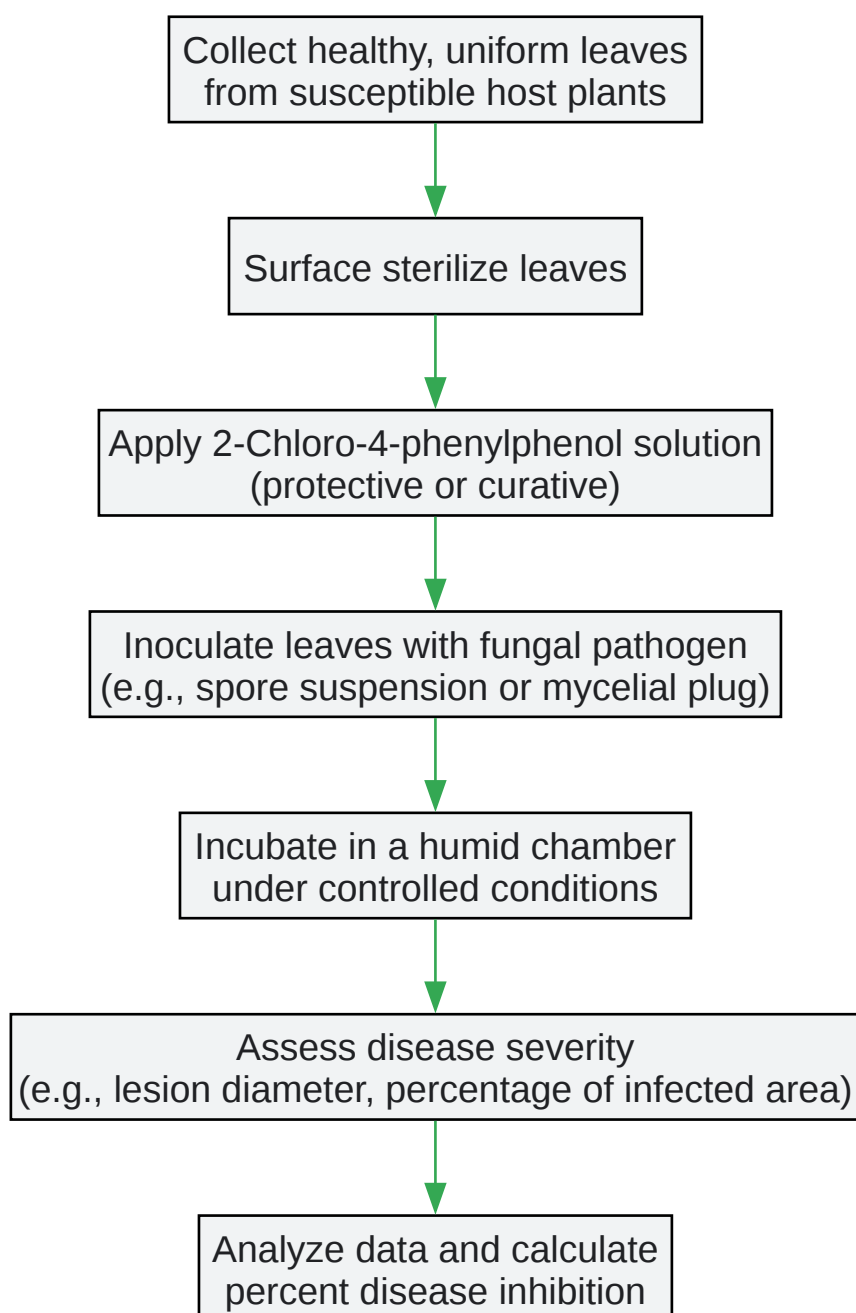 Collect healthy, uniform leaves
from susceptible host plants
Surface sterilize leaves
Apply 2-Chloro-4-phenylphenol solution
(protective or curative)
Inoculate leaves with fungal pathogen
(e.g., spore suspension or mycelial plug)
Incubate in a humid chamber
under controlled conditions
Assess disease severity
(e.g., lesion diameter, percentage of infected area)
Analyze data and calculate
percent disease inhibition